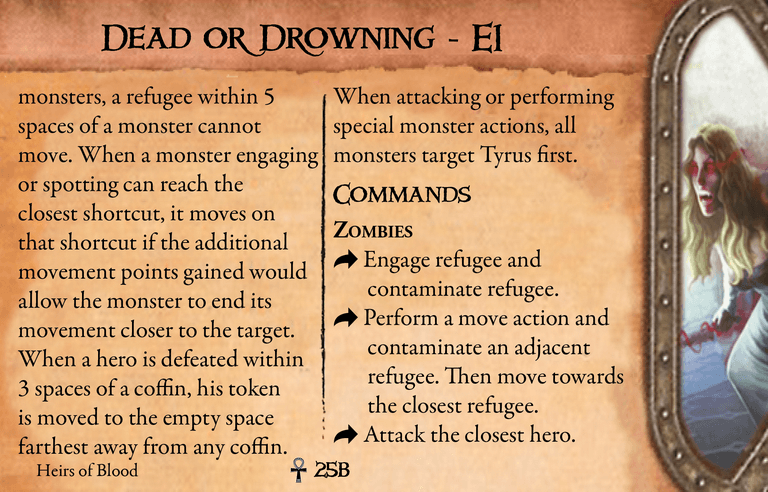 Dead or Drowning - E1
monsters, a refugee within 5
spaces of a monster cannot
move. When a monster engaging
or spotting can reach the
closest shortcut, it moves on
that shortcut if the additional
movement points gained would
allow the monster to end its
movement closer to the target.
When a hero is defeated within
3 spaces of a coffin, his token
is moved to the empty space
farthest away from any coffin.
When attacking or performing
special monster actions, all
monsters target Tyrus first.
Commands
Zombies
Engage refugee and
contaminate refugee.
Perform a move action and
contaminate an adjacent
refugee. Then move towards
the closest refugee.
Attack the closest hero.
Heirs of Blood
25B